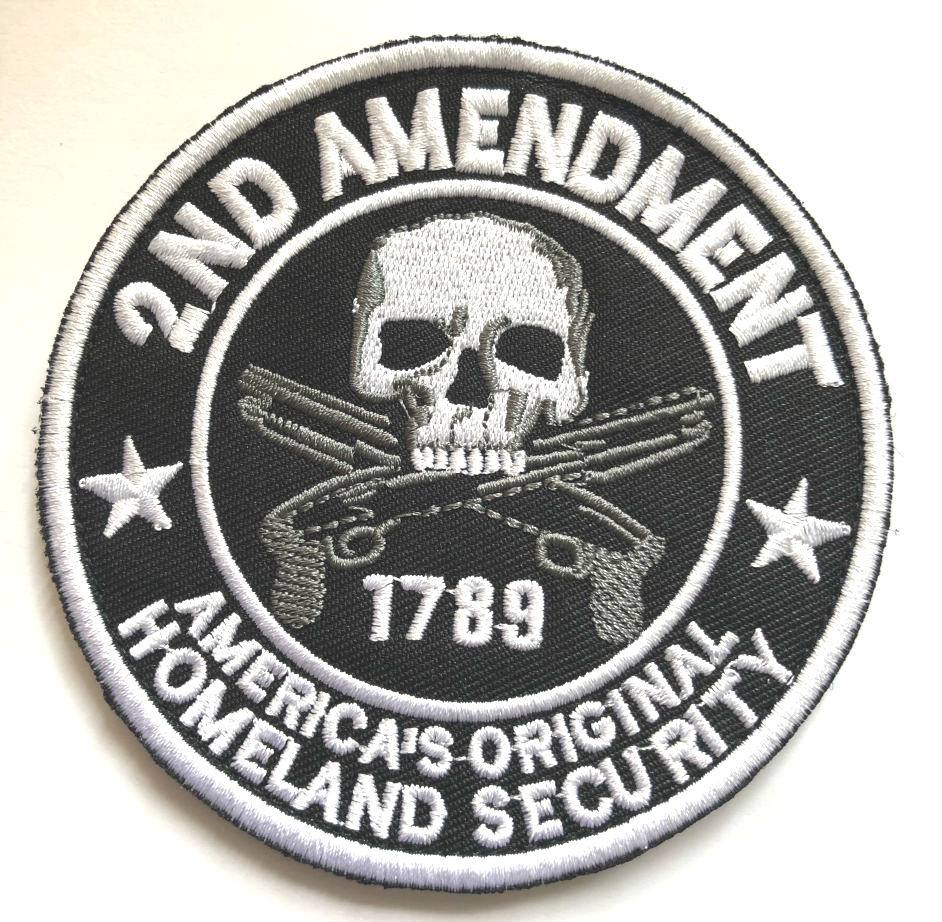 2ND AMENDMENT
1789
AMERICA'S ORIGINAL
HOMELAND SECURITY